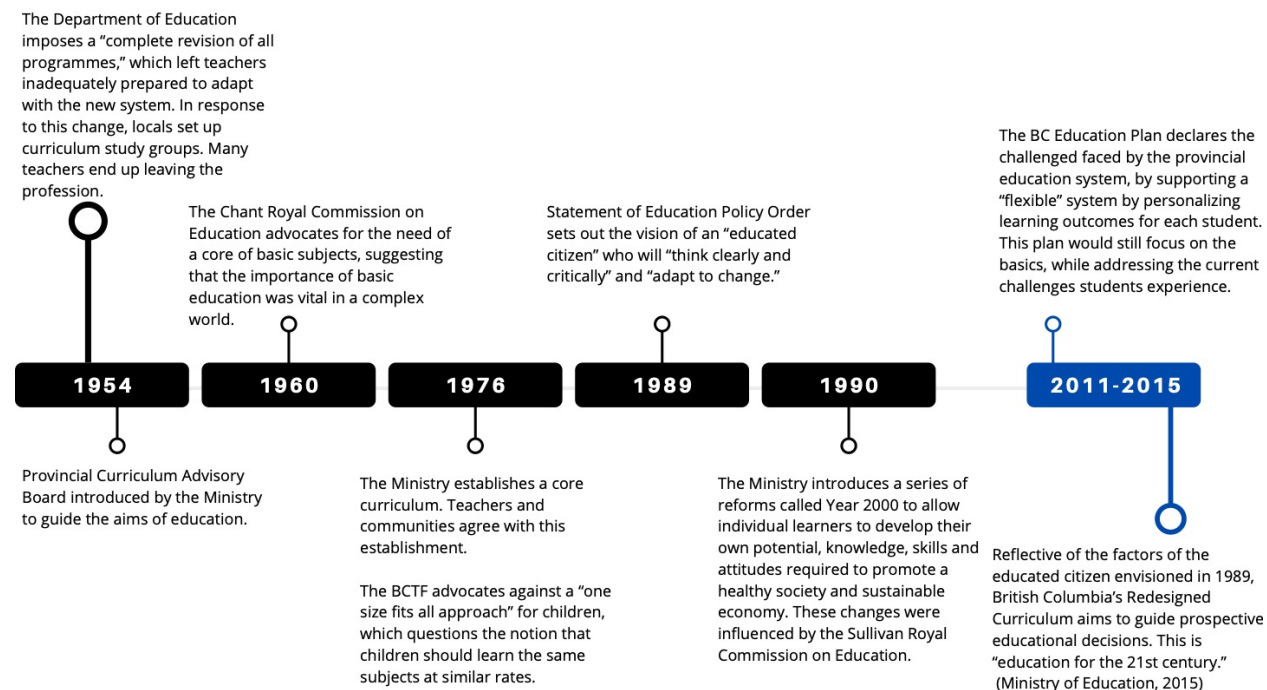 The Department of Education
imposes a “complete revision of all
programmes,” which left teachers
inadequately prepared to adapt
with the new system. In response
to this change, locals set up
curriculum study groups. Many
teachers end up leaving the
profession.
The Chant Royal Commission on
Education advocates for the need of
a core of basic subjects, suggesting
that the importance of basic
education was vital in a complex
world.
Statement of Education Policy Order
sets out the vision of an “educated
citizen” who will “think clearly and
critically” and “adapt to change.”
The BC Education Plan declares the
challenged faced by the provincial
education system, by supporting a
“flexible” system by personalizing
learning outcomes for each student.
This plan would still focus on the
basics, while addressing the current
challenges students experience.
1954
1960
1976
1989
1990
2011-2015
Provincial Curriculum Advisory
Board introduced by the Ministry
to guide the aims of education.
The Ministry establishes a core
curriculum. Teachers and
communities agree with this
establishment.
The BCTF advocates against a “one
size fits all approach” for children,
which questions the notion that
children should learn the same
subjects at similar rates.
The Ministry introduces a series of
reforms called Year 2000 to allow
individual learners to develop their
own potential, knowledge, skills and
attitudes required to promote a
healthy society and sustainable
economy. These changes were
influenced by the Sullivan Royal
Commission on Education.
Reflective of the factors of the
educated citizen envisioned in 1989,
British Columbia’s Redesigned
Curriculum aims to guide prospective
educational decisions. This is
“education for the 21st century.”
(Ministry of Education, 2015)